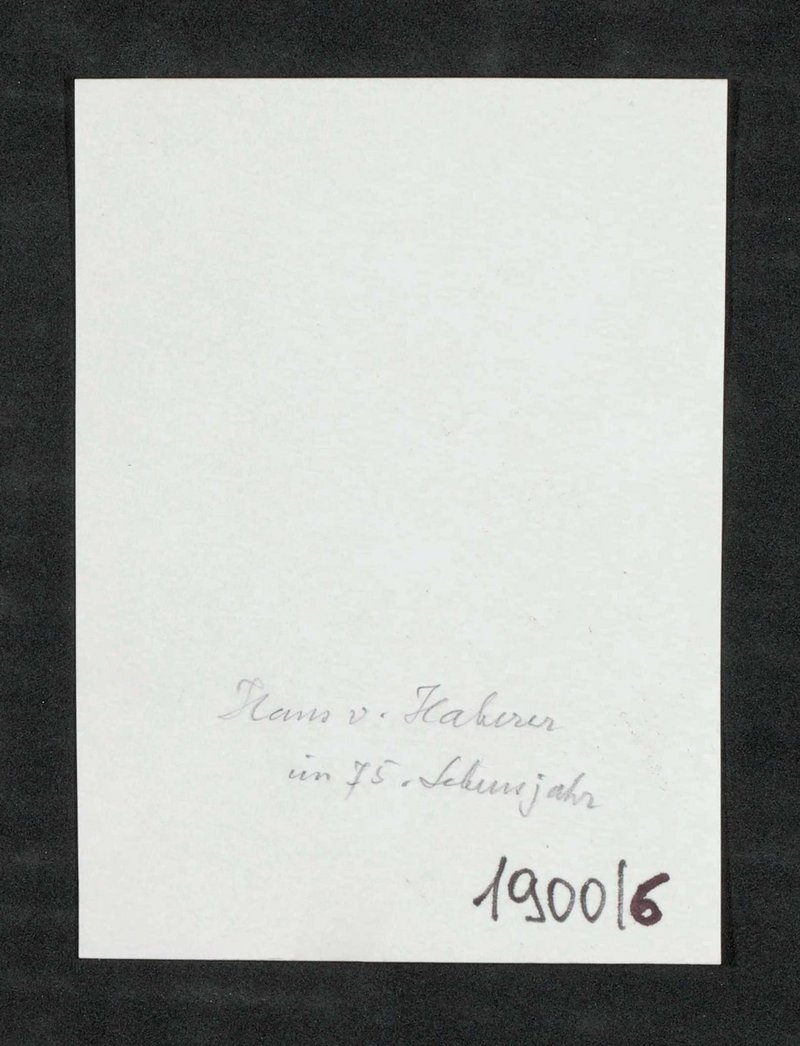 Hans v. Haberer
im 75. Lebensjahr
1900/6